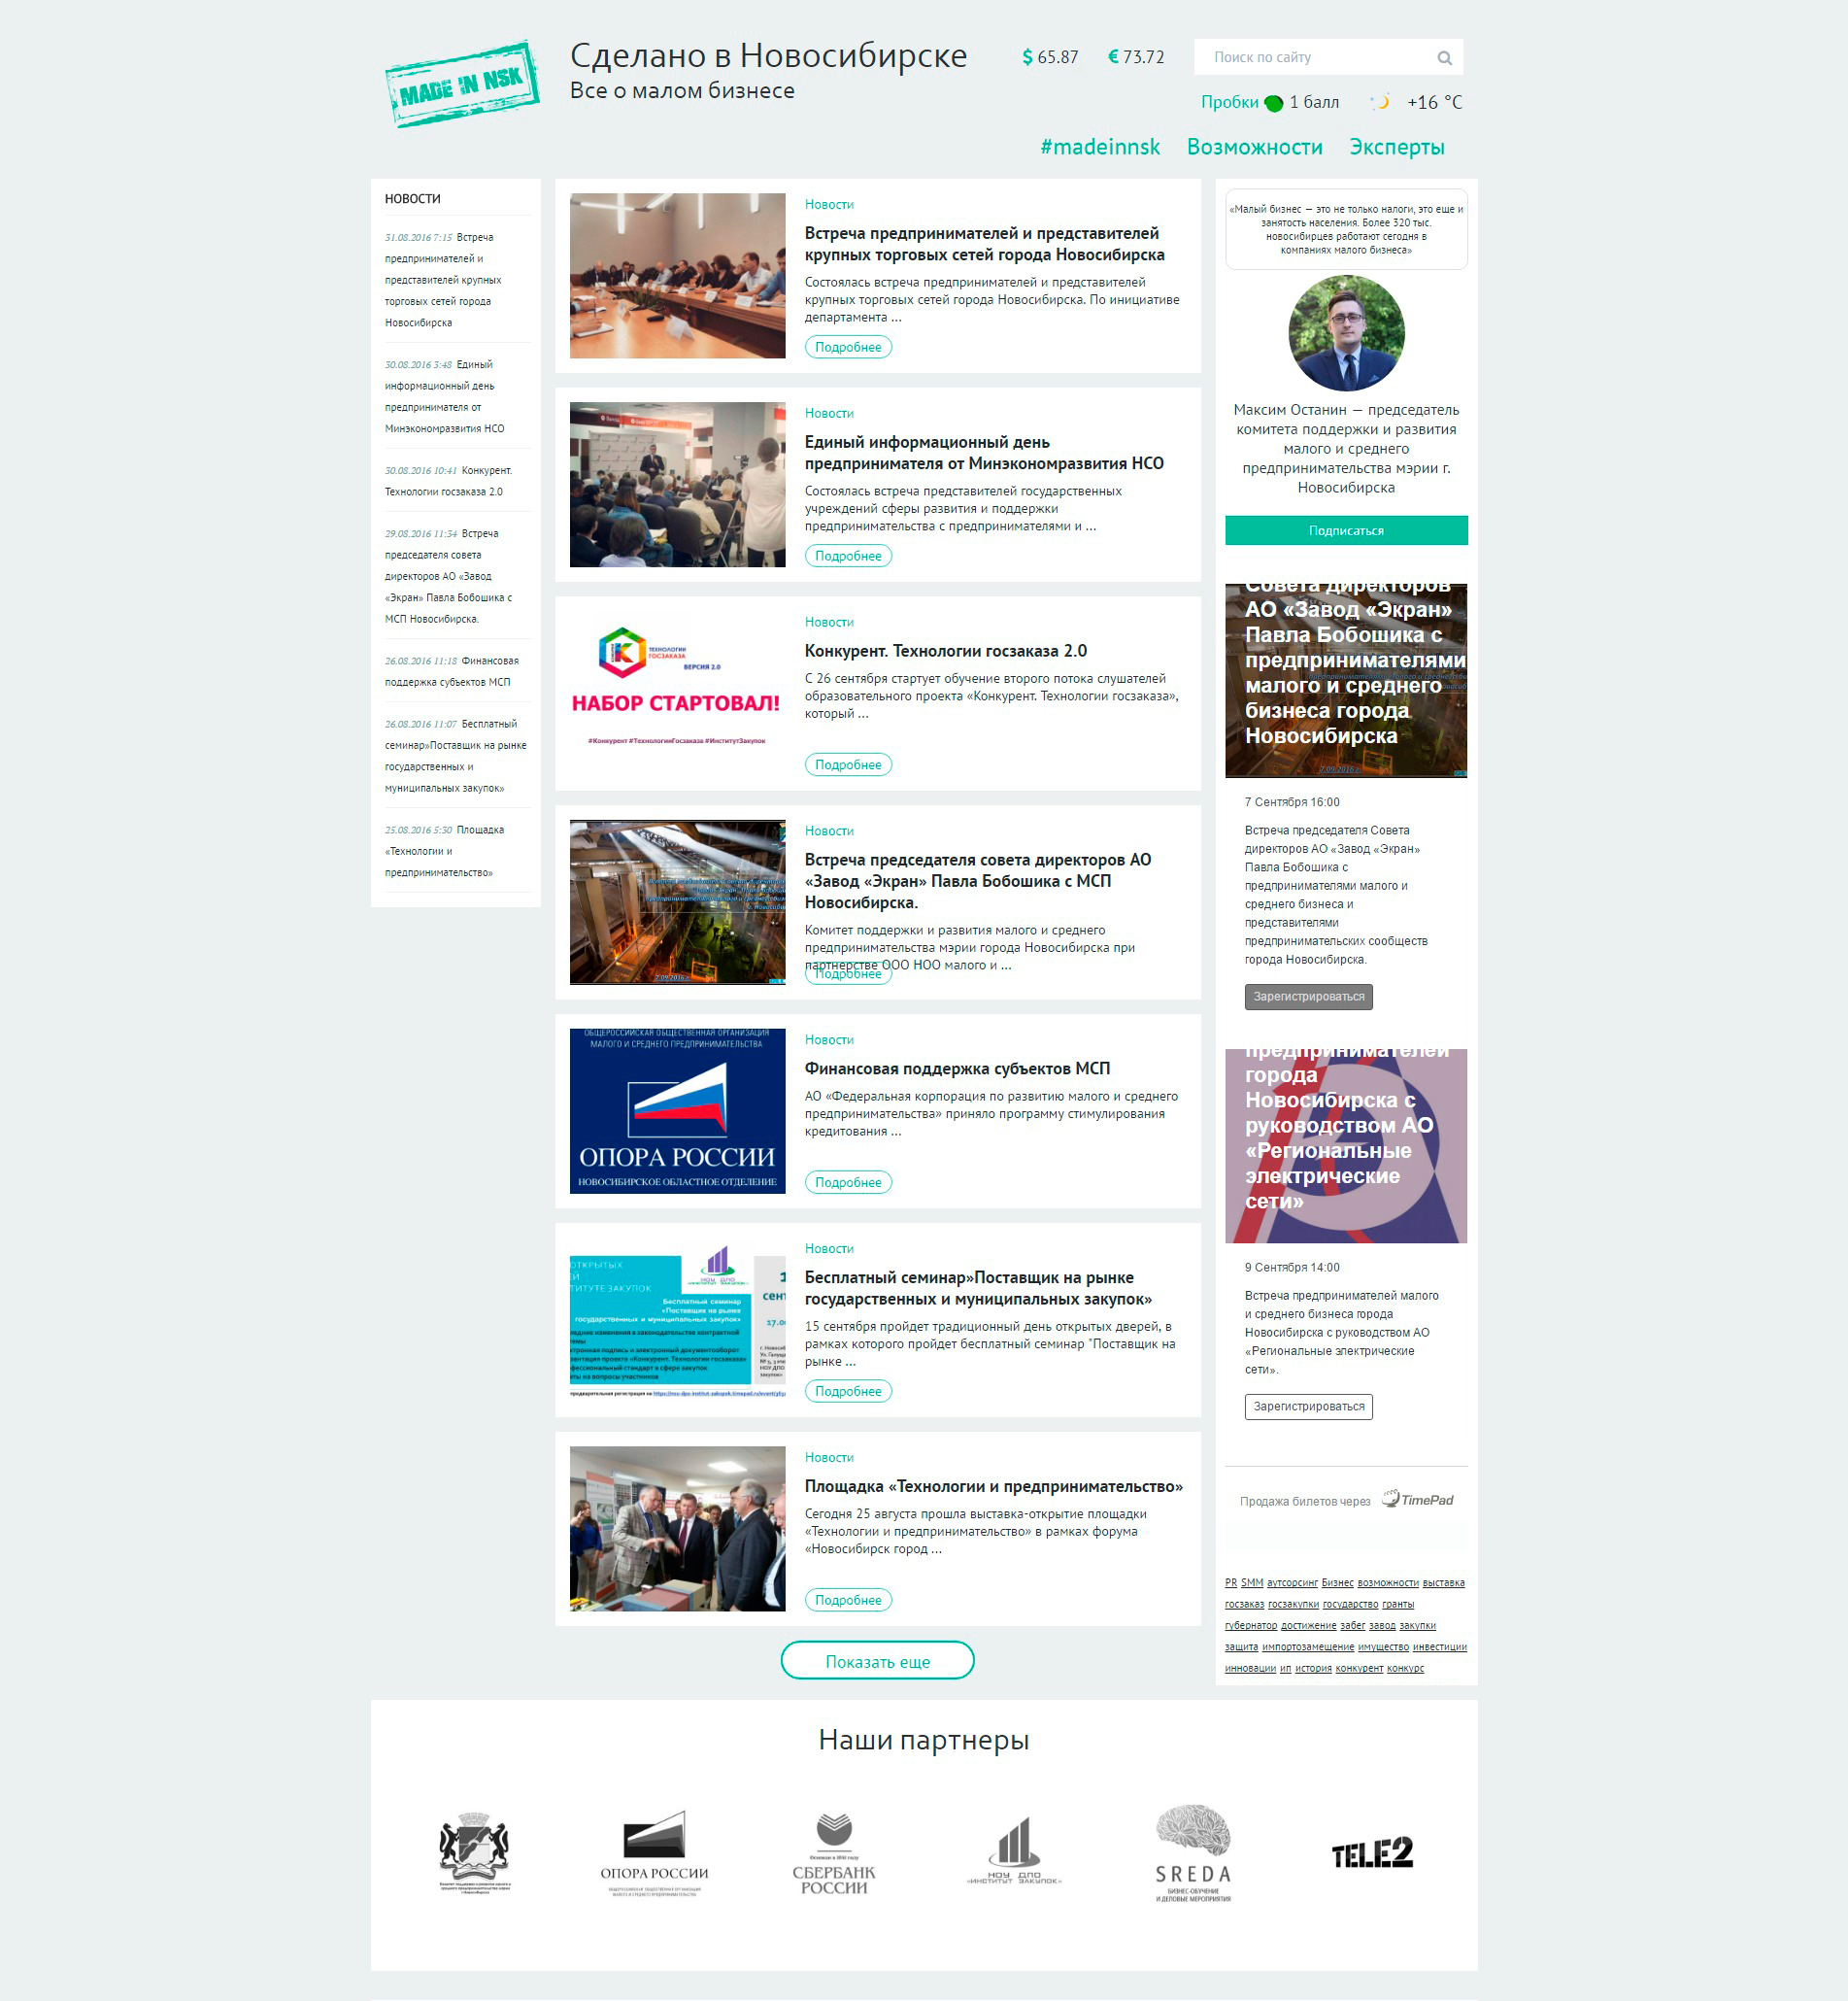 MADE IN NSK
Сделано в Новосибирске
Все о малом бизнесе
$ 65.87
€ 73.72
Поиск по сайту
Пробки 1 балл
+16 °C
#madeinnsk
Возможности
Эксперты
НОВОСТИ
31.08.2016 7:15 Встреча
предпринимателей и
представителей крупных
торговых сетей города
Новосибирска
30.08.2016 3:48 Единый
информационный день
предпринимателя от
Минэкономразвития НСО
30.08.2016 10:41 Конкурент.
Технологии госзаказа 2.0
29.08.2016 11:34 Встреча
председателя совета
директоров АО «Завод
«Экран» Павла Бобошика с
МСП Новосибирска.
26.08.2016 11:18 Финансовая
поддержка субъектов МСП
26.08.2016 11:07 Бесплатный
семинар»Поставщик на рынке
государственных и
муниципальных закупок»
25.08.2016 5:30 Площадка
«Технологии и
предпринимательство»
Новости
Встреча предпринимателей и представителей
крупных торговых сетей города Новосибирска
Состоялась встреча предпринимателей и представителей
крупных торговых сетей города Новосибирска. По инициативе
департамента ...
Подробнее
Новости
Единый информационный день
предпринимателя от Минэкономразвития НСО
Состоялась встреча представителей государственных
учреждений сферы развития и поддержки
предпринимательства с предпринимателями и ...
Подробнее
ТЕХНОЛОГИИ
ГОСЗАКАЗА
ВЕРСИЯ 2.0
НАБОР СТАРТОВАЛ!
#Конкурент #ТехнологииГосзаказа #ИнститутЗакупок
Новости
Конкурент. Технологии госзаказа 2.0
С 26 сентября стартует обучение второго потока слушателей
образовательного проекта «Конкурент. Технологии госзаказа»,
который ...
Подробнее
7.09.2016 г.
Новости
Встреча председателя совета директоров АО
«Завод «Экран» Павла Бобошика с МСП
Новосибирска.
Комитет поддержки и развития малого и среднего
предпринимательства мэрии города Новосибирска при
партнерстве ООО НОО малого и ...
Подробнее
ОБЩЕРОССИЙСКАЯ ОБЩЕСТВЕННАЯ ОРГАНИЗАЦИЯ
МАЛОГО И СРЕДНЕГО ПРЕДПРИНИМАТЕЛЬСТВА
ОПОРА РОССИИ
НОВОСИБИРСКОЕ ОБЛАСТНОЕ ОТДЕЛЕНИЕ
Новости
Финансовая поддержка субъектов МСП
АО «Федеральная корпорация по развитию малого и среднего
предпринимательства» приняло программу стимулирования
кредитования ...
Подробнее
ОТКРЫТЫХ
ТИТУТЕ ЗАКУПОК
НОУ ДПО
«ИНСТИТУТ ЗАКУПОК»
Бесплатный семинар
«Поставщик на рынке
государственных и муниципальных закупок»
Новости
Бесплатный семинар»Поставщик на рынке
государственных и муниципальных закупок»
15 сентября пройдет традиционный день открытых дверей, в
рамках которого пройдет бесплатный семинар "Поставщик на
рынке ...
Подробнее
Новости
Площадка «Технологии и предпринимательство»
Сегодня 25 августа прошла выставка-открытие площадки
«Технологии и предпринимательство» в рамках форума
«Новосибирск город ...
Подробнее
Показать еще
«Малый бизнес — это не только налоги, это еще и
занятость населения. Более 320 тыс.
новосибирцев работают сегодня в
компаниях малого бизнеса»
Максим Останин — председатель
комитета поддержки и развития
малого и среднего
предпринимательства мэрии г.
Новосибирска
Подписаться
Совета директоров
АО «Завод «Экран»
Павла Бобошика с
предпринимателями
малого и среднего
бизнеса города
Новосибирска
7.09.2016 г.
7 Сентября 16:00
Встреча председателя Совета
директоров АО «Завод «Экран»
Павла Бобошика с
предпринимателями малого и
среднего бизнеса и
представителями
предпринимательских сообществ
города Новосибирска.
Зарегистрироваться
предпринимателей
города
Новосибирска с
руководством АО
«Региональные
электрические
сети»
9 Сентября 14:00
Встреча предпринимателей малого
и среднего бизнеса города
Новосибирска с руководством АО
«Региональные электрические
сети».
Зарегистрироваться
Продажа билетов через TimePad
PR SMM аутсорсинг Бизнес возможности выставка
госзаказ госзакупки государство гранты
губернатор достижение забег завод закупки
защита импортозамещение имущество инвестиции
инновации ип история конкурент конкурс
Наши партнеры
ОПОРА РОССИИ
СБЕРБАНК
РОССИИ
НОУ ДПО
«ИНСТИТУТ ЗАКУПОК»
SREDA
БИЗНЕС-ОБУЧЕНИЕ
И ДЕЛОВЫЕ МЕРОПРИЯТИЯ
TELE2